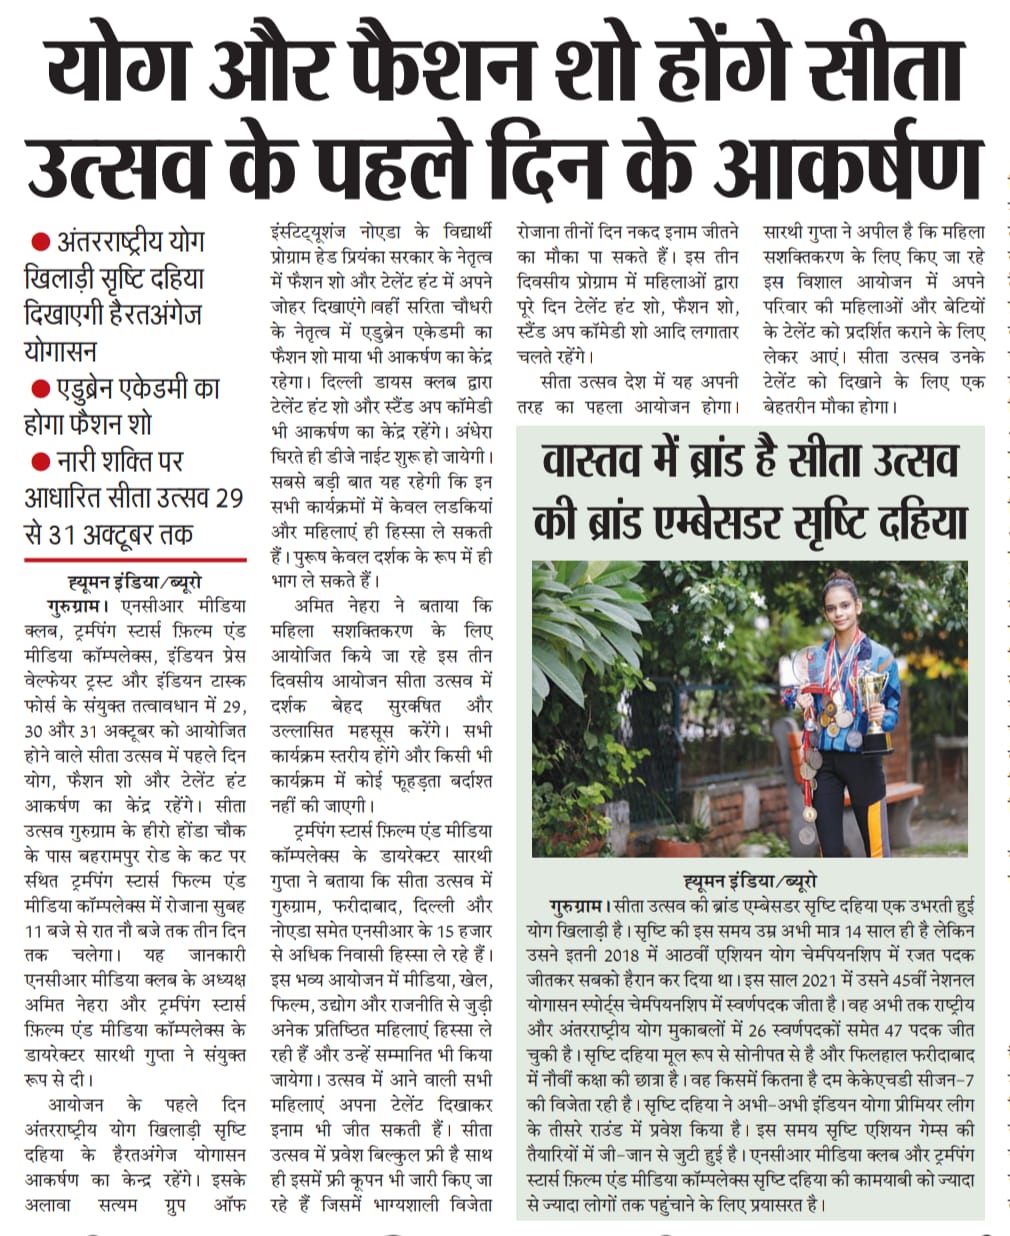 योग और फैशन शो होंगे सीता
उत्सव के पहले दिन के आकर्षण
● अंतरराष्ट्रीय योग
खिलाड़ी सृष्टि दहिया
दिखाएगी हैरतअंगेज
योगासन
● एडुब्रेन एकेडमी का
होगा फैशन शो
● नारी शक्ति पर
आधारित सीता उत्सव 29
से 31 अक्टूबर तक
ह्यूमन इंडिया/ब्यूरो
गुरुग्राम। एनसीआर मीडिया
क्लब, ट्रमपिंग स्टार्स फ़िल्म एंड
मीडिया कॉम्पलेक्स, इंडियन प्रेस
वेल्फेयर ट्रस्ट और इंडियन टास्क
फोर्स के संयुक्त तत्वावधान में 29,
30 और 31 अक्टूबर को आयोजित
होने वाले सीता उत्सव में पहले दिन
योग, फैशन शो और टेलेंट हंट
आकर्षण का केंद्र रहेंगे। सीता
उत्सव गुरुग्राम के हीरो होंडा चौक
के पास बहरामपुर रोड के कट पर
स्थित ट्रमपिंग स्टार्स फिल्म एंड
मीडिया कॉम्पलेक्स में रोजाना सुबह
11 बजे से रात नौ बजे तक तीन दिन
तक चलेगा। यह जानकारी
एनसीआर मीडिया क्लब के अध्यक्ष
अमित नेहरा और ट्रमपिंग स्टार्स
फ़िल्म एंड मीडिया कॉम्पलेक्स के
डायरेक्टर सारथी गुप्ता ने संयुक्त
रूप से दी।
आयोजन के पहले दिन
अंतरराष्ट्रीय योग खिलाड़ी सृष्टि
दहिया के हैरतअंगेज योगासन
आकर्षण का केन्द्र रहेंगे। इसके
अलावा सत्यम ग्रुप ऑफ
इंस्टिट्यूशंज नोएडा के विद्यार्थी
प्रोग्राम हेड प्रियंका सरकार के नेतृत्व
में फैशन शो और टेलेंट हंट में अपने
जोहर दिखाएंगे।वहीं सरिता चौधरी
के नेतृत्व में एडुब्रेन एकेडमी का
फैशन शो माया भी आकर्षण का केंद्र
रहेगा। दिल्ली डायस क्लब द्वारा
टेलेंट हंट शो और स्टैंड अप कॉमेडी
भी आकर्षण का केंद्र रहेंगे। अंधेरा
घिरते ही डीजे नाईट शुरू हो जायेगी।
सबसे बड़ी बात यह रहेगी कि इन
सभी कार्यक्रमों में केवल लडकियां
और महिलाएं ही हिस्सा ले सकती
हैं। पुरूप केवल दर्शक के रूप में ही
भाग ले सकते हैं।
अमित नेहरा ने बताया कि
महिला सशक्तिकरण के लिए
आयोजित किये जा रहे इस तीन
दिवसीय आयोजन सीता उत्सव में
दर्शक बेहद सुरक्षित और
उल्लासित महसूस करेंगे। सभी
कार्यक्रम स्तरीय होंगे और किसी भी
कार्यक्रम में कोई फूहड़ता बर्दाश्त
नहीं की जाएगी।
ट्रमपिंग स्टार्स फ़िल्म एंड मीडिया
कॉम्पलेक्स के डायरेक्टर सारथी
गुप्ता ने बताया कि सीता उत्सव में
गुरुग्राम, फरीदाबाद, दिल्ली और
नोएडा समेत एनसीआर के 15 हजार
से अधिक निवासी हिस्सा ले रहे हैं।
इस भव्य आयोजन में मीडिया, खेल,
फिल्म, उद्योग और राजनीति से जुड़ी
अनेक प्रतिष्ठित महिलाएं हिस्सा ले
रही हैं और उन्हें सम्मानित भी किया
जायेगा। उत्सव में आने वाली सभी
महिलाएं अपना टेलेंट दिखाकर
इनाम भी जीत सकती हैं। सीता
उत्सव में प्रवेश बिल्कुल फ्री है साथ
ही इसमें फ्री कूपन भी जारी किए जा
रहे हैं जिसमें भाग्यशाली विजेता
रोजाना तीनों दिन नकद इनाम जीतने
का मौका पा सकते हैं। इस तीन
दिवसीय प्रोग्राम में महिलाओं द्वारा
पूरे दिन टेलेंट हंट शो, फैशन शो,
स्टैंड अप कॉमेडी शो आदि लगातार
चलते रहेंगे।
सीता उत्सव देश में यह अपनी
तरह का पहला आयोजन होगा।
सारथी गुप्ता ने अपील है कि महिला
सशक्तिकरण के लिए किए जा रहे
इस विशाल आयोजन में अपने
परिवार की महिलाओं और बेटियों
के टेलेंट को प्रदर्शित कराने के लिए
लेकर आएं। सीता उत्सव उनके
टेलेंट को दिखाने के लिए एक
बेहतरीन मौका होगा।
वास्तव में ब्रांड है सीता उत्सव
की ब्रांड एम्बेसडर सृष्टि दहिया
ह्यूमन इंडिया/ब्यूरो
गुरुग्राम। सीता उत्सव की ब्रांड एम्बेसडर सृष्टि दहिया एक उभरती हुई
योग खिलाड़ी है। सृष्टि की इस समय उम्र अभी मात्र 14 साल ही है लेकिन
उसने इतनी 2018 में आठवीं एशियन योग चेमपियनशिप में रजत पदक
जीतकर सबको हैरान कर दिया था। इस साल 2021 में उसने 45वीं नेशनल
योगासन स्पोर्ट्स चेमपियनशिप में स्वर्णपदक जीता है। वह अभी तक राष्ट्रीय
और अंतरराष्ट्रीय योग मुकाबलों में 26 स्वर्णपदकों समेत 47 पदक जीत
चुकी है। सृष्टि दहिया मूल रूप से सोनीपत से है और फिलहाल फरीदाबाद
में नौवीं कक्षा की छात्रा है। वह किसमें कितना है दम केकेएचडी सीजन-7
की विजेता रही है। सृष्टि दहिया ने अभी-अभी इंडियन योगा प्रीमियर लीग
के तीसरे राउंड में प्रवेश किया है। इस समय सृष्टि एशियन गेम्स की
तैयारियों में जी-जान से जुटी हुई है। एनसीआर मीडिया क्लब और ट्रमपिंग
स्टार्स फ़िल्म एंड मीडिया कॉम्पलेक्स सृष्टि दहिया की कामयाबी को ज्यादा
से ज्यादा लोगों तक पहुंचाने के लिए प्रयासरत है।